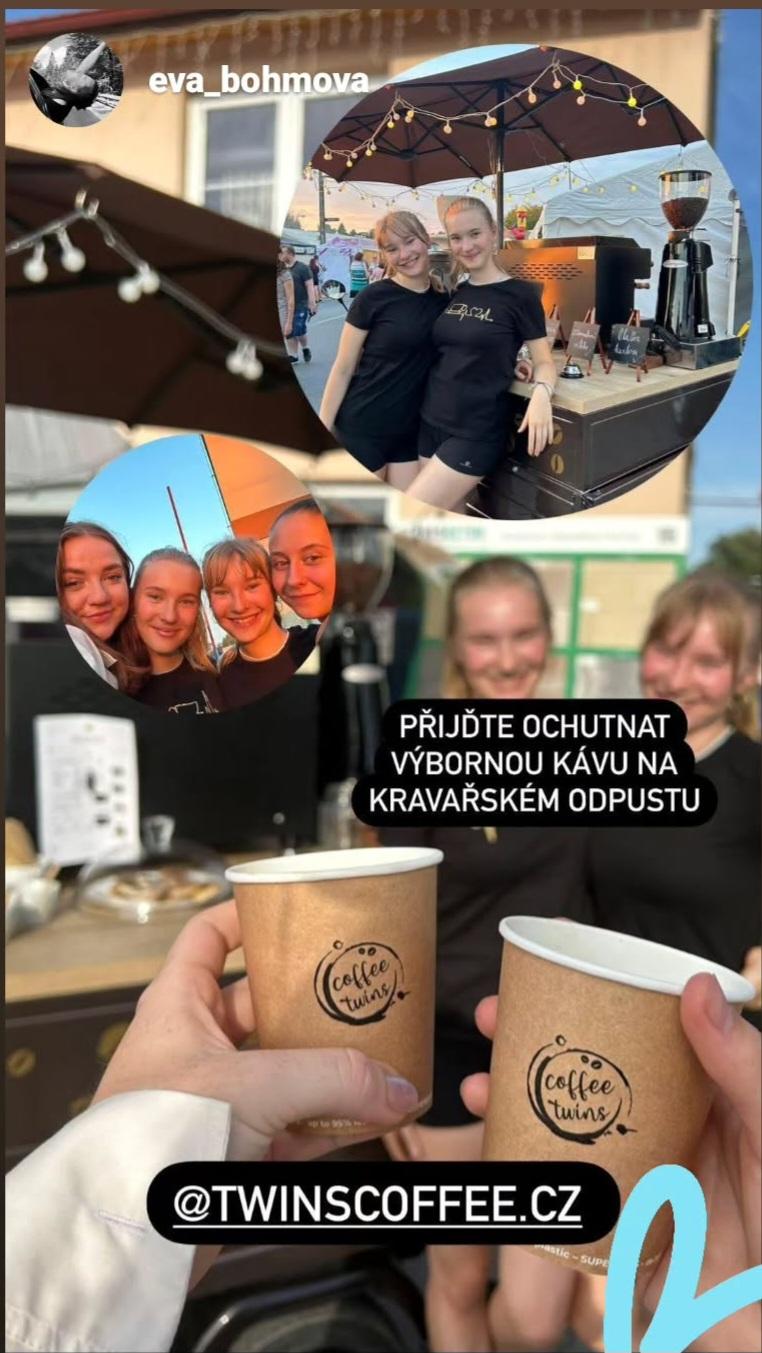 eva_bohmova
PŘIJĎTE OCHUTNAT
VÝBORNOU KÁVU NA
KRAVAŘSKÉM ODPUSTU
coffee
twins
coffee
twins
@TWINSCOFFEE.CZ